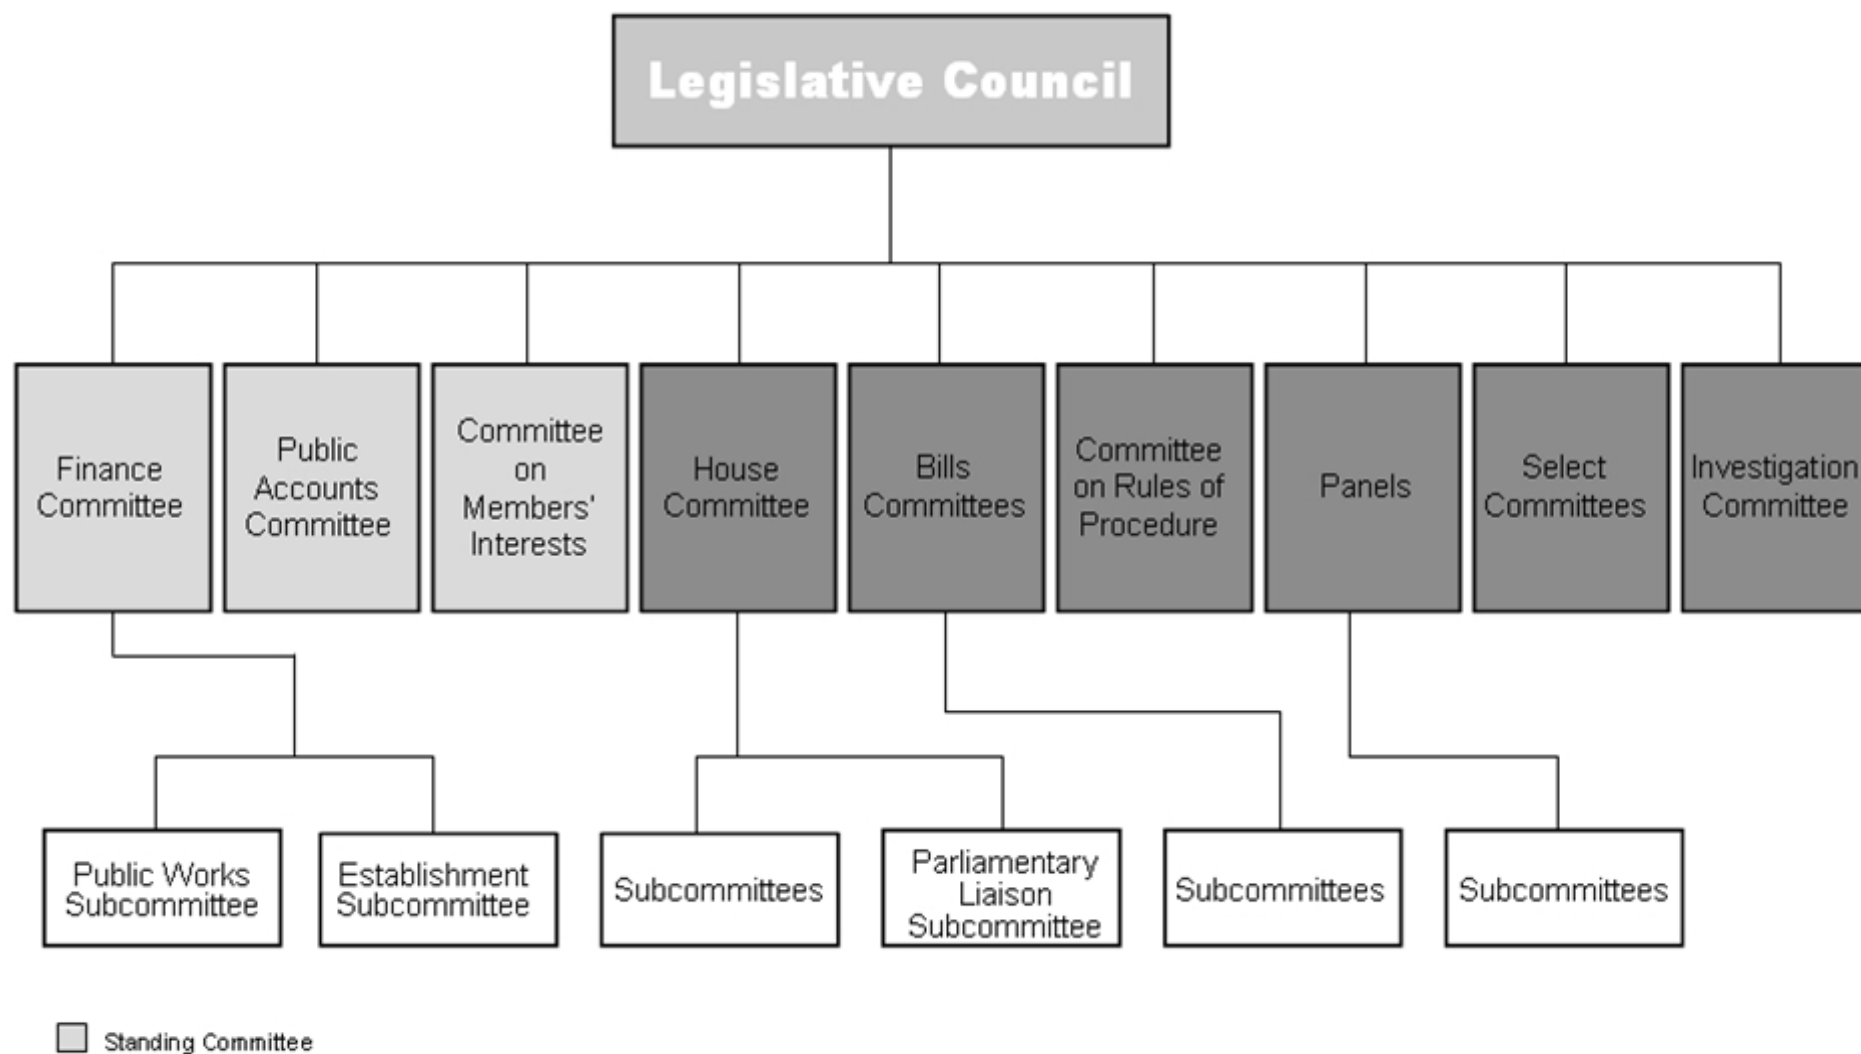 Legislative Council
Finance
Committee
Public
Accounts
Committee
Committee
on
Members'
Interests
House
Committee
Bills
Committees
Committee
on Rules of
Procedure
Panels
Select
Committees
Investigation
Committee
Public Works
Subcommittee
Establishment
Subcommittee
Subcommittees
Parliamentary
Liaison
Subcommittee
Subcommittees
Subcommittees
Standing Committee